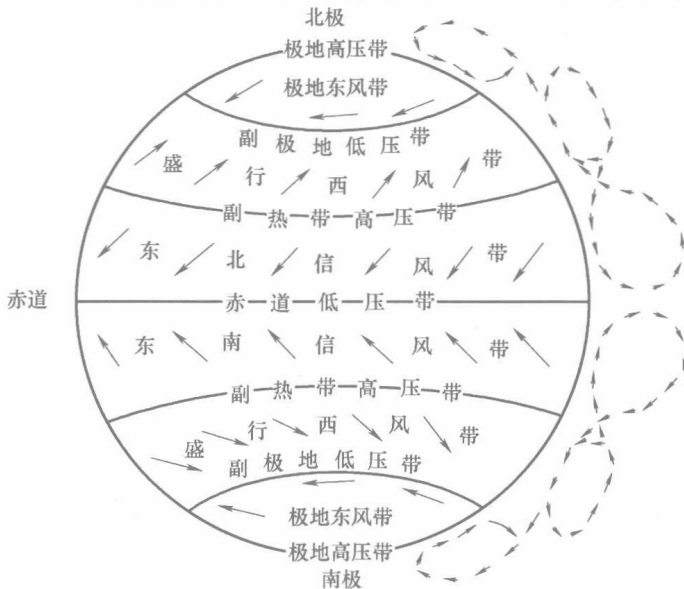 北极
极地高压带
极地东风带
副极地低压带
盛行西风带
副热带高压带
东北信风带
赤道
赤道低压带
东南信风带
副热带高压带
盛行西风带
副极地低压带
极地东风带
极地高压带
南极